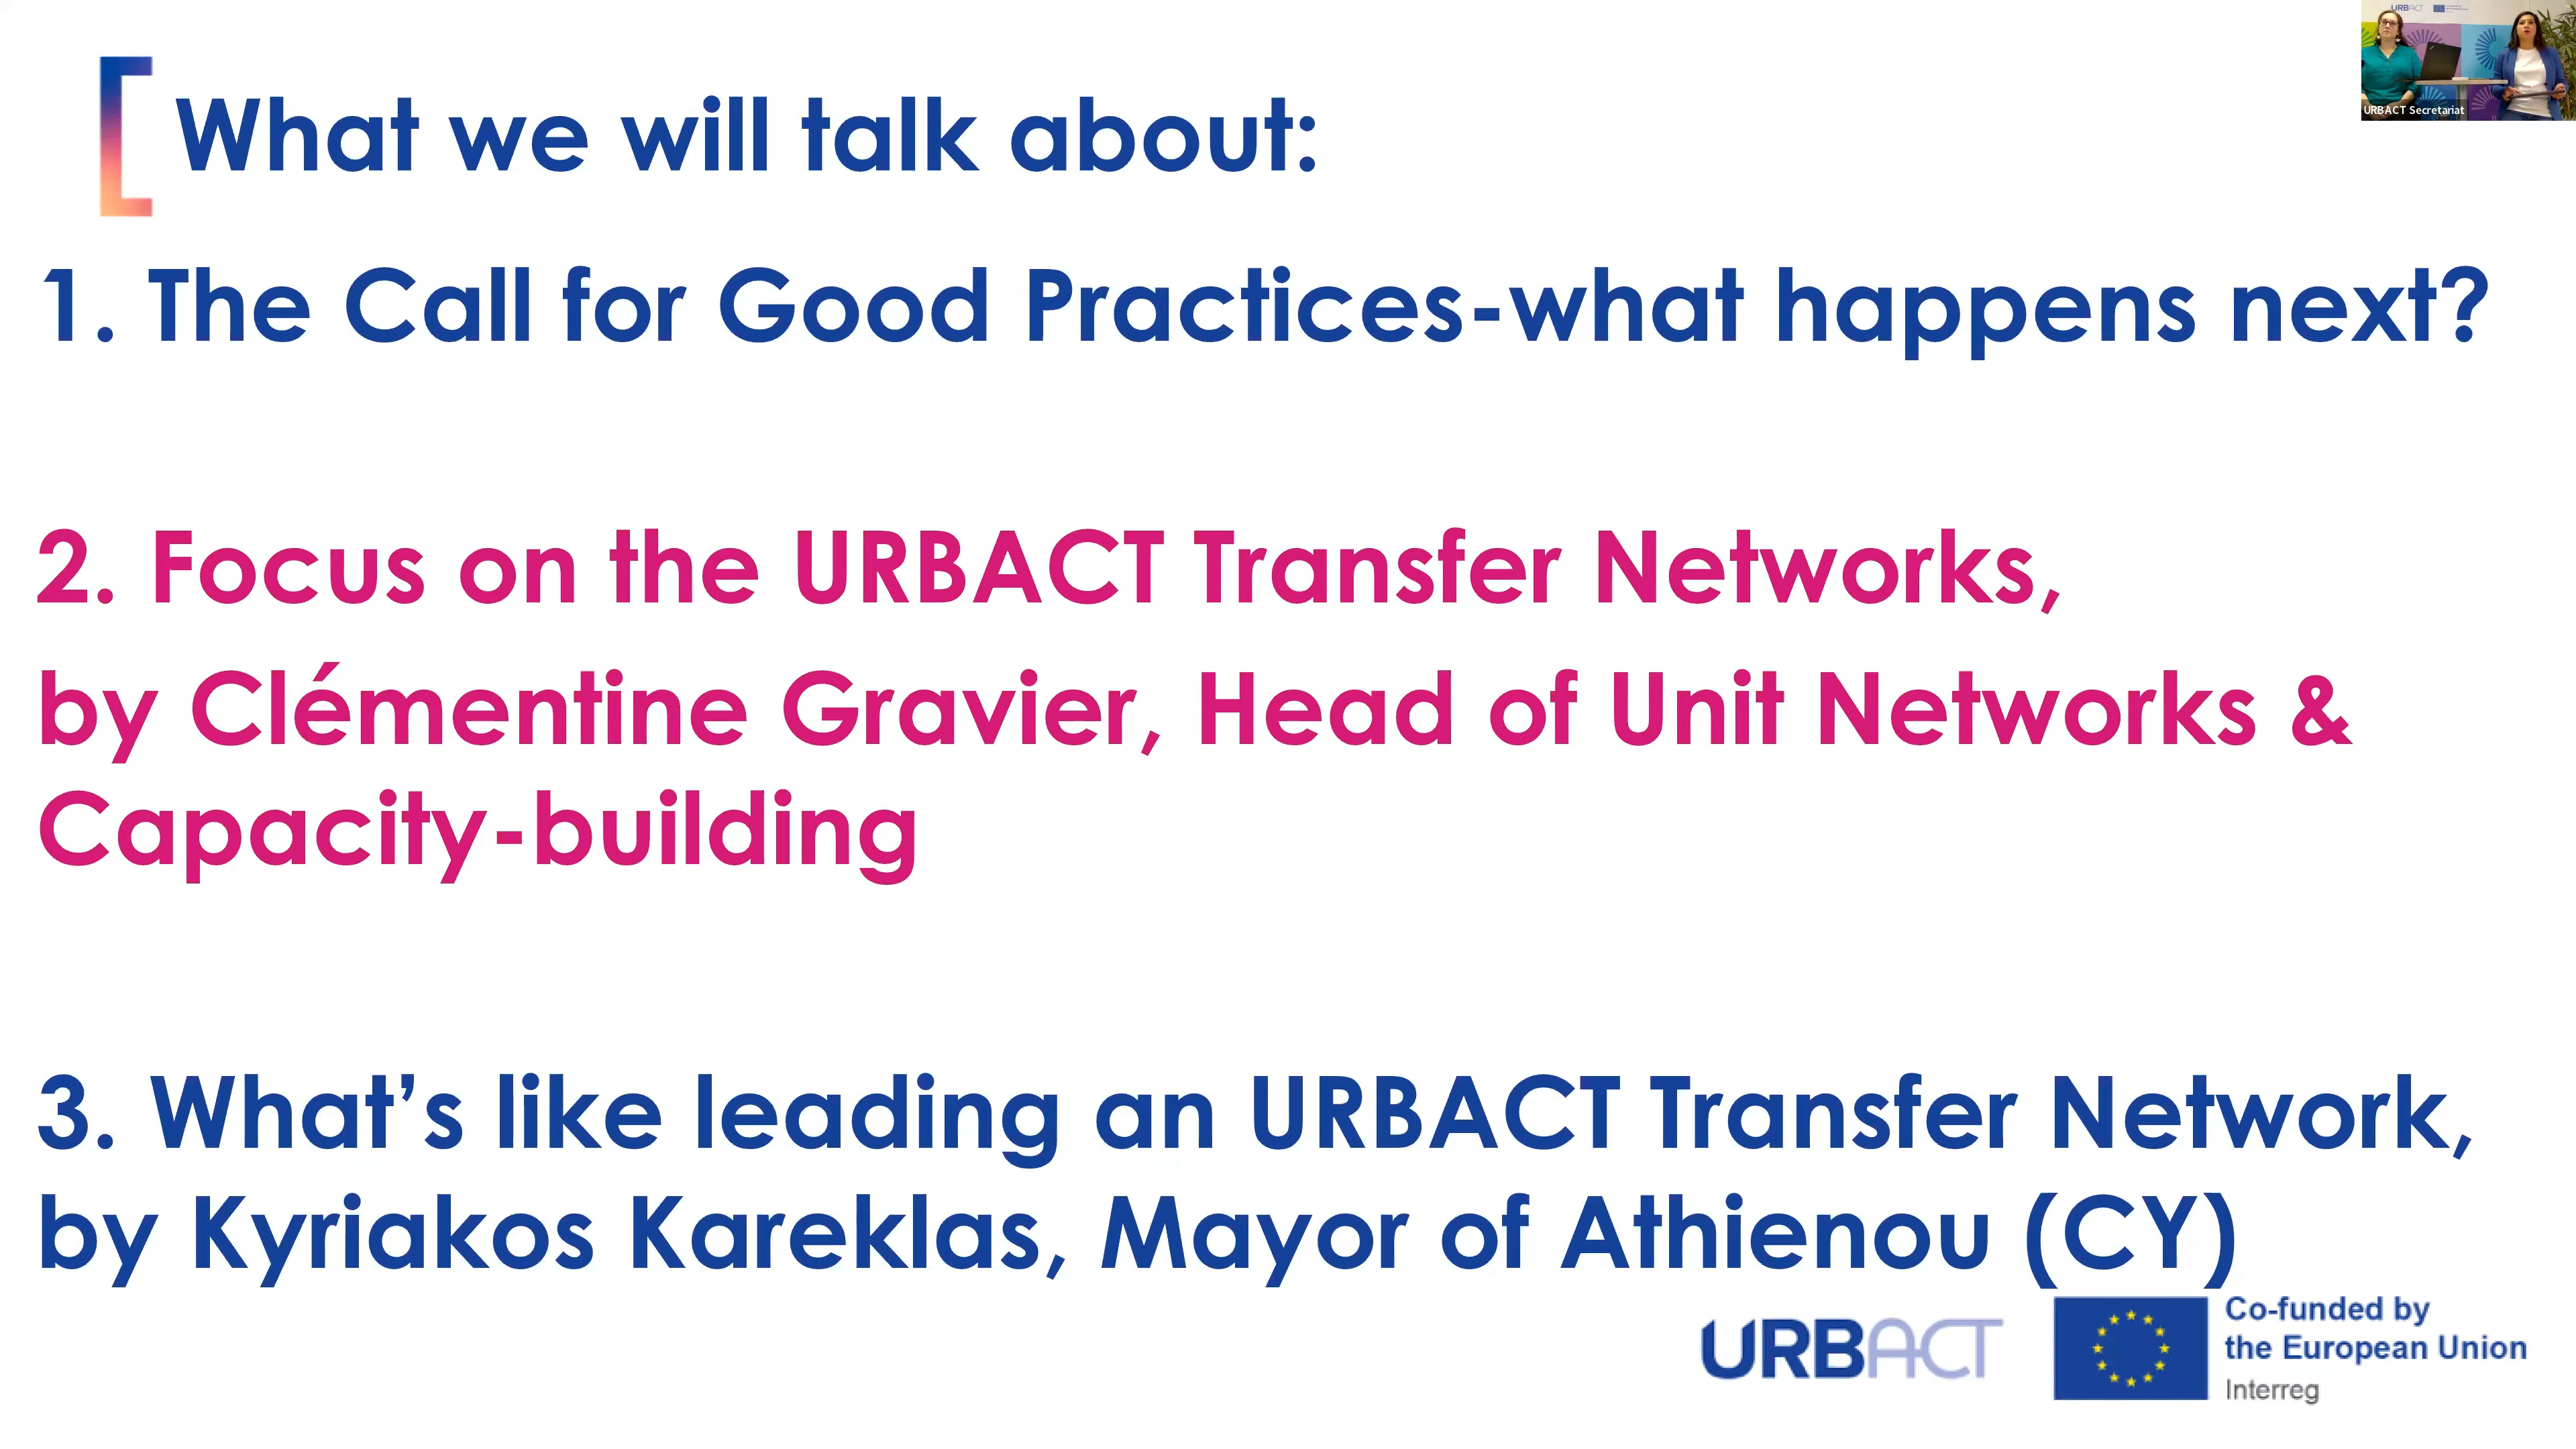 URBACT
URBACT Secretariat
What we will talk about:
1. The Call for Good Practices-what happens next?
2. Focus on the URBACT Transfer Networks,
by Clémentine Gravier, Head of Unit Networks &
Capacity-building
3. What’s like leading an URBACT Transfer Network,
by Kyriakos Kareklas, Mayor of Athienou (CY)
URBACT
Co-funded by
the European Union
Interreg